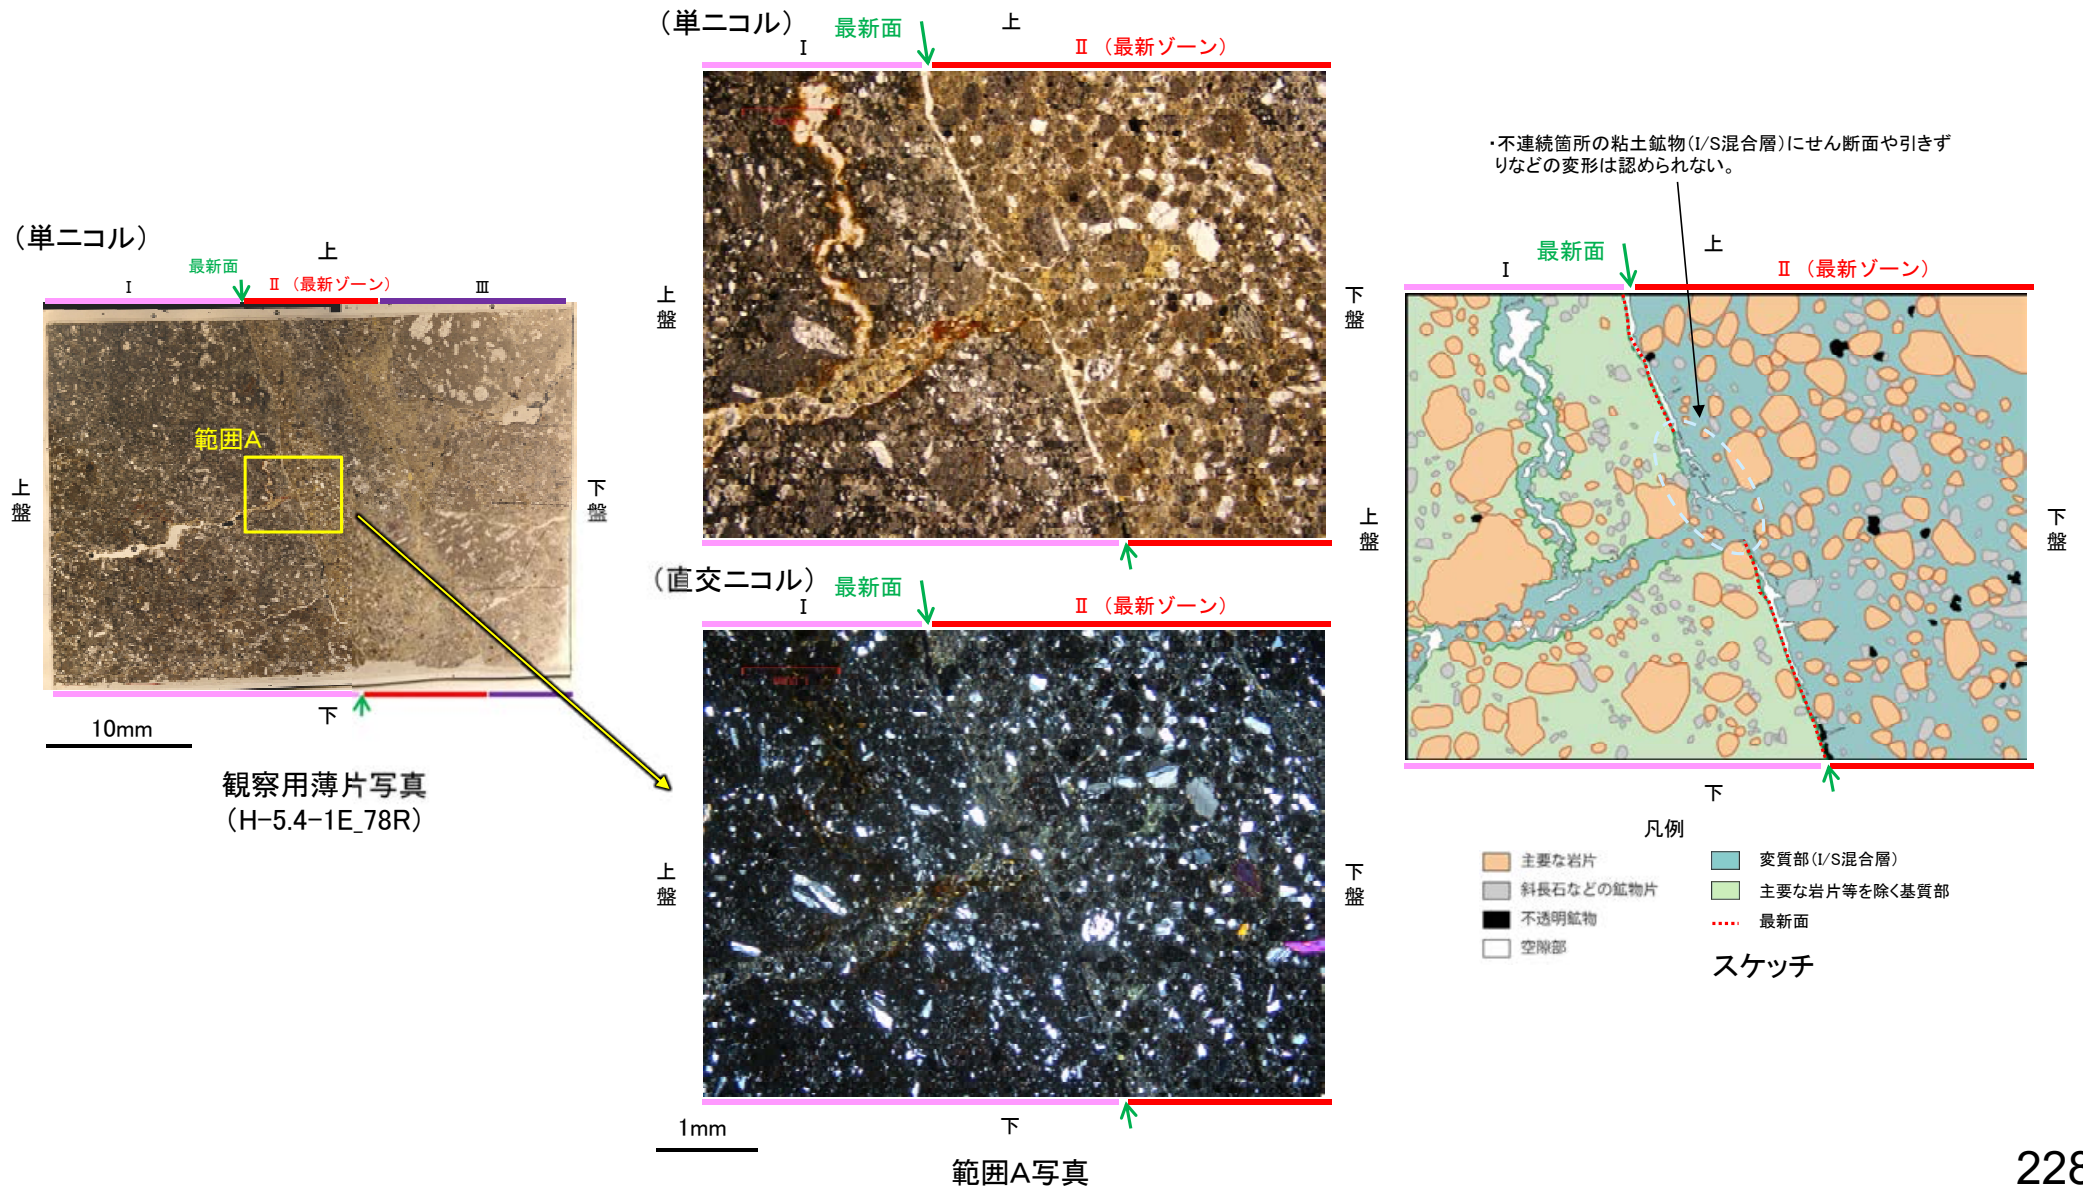 (単ニコル)
上
最新面
Ⅰ
Ⅱ (最新ゾーン)
Ⅲ
範囲A
上盤
下盤
下
10mm
観察用薄片写真
(H-5.4-1E_78R)
(単ニコル)
最新面
上
Ⅰ
Ⅱ (最新ゾーン)
上盤
下盤
(直交ニコル)
最新面
Ⅰ
Ⅱ (最新ゾーン)
上盤
下盤
下
1mm
範囲A写真
・不連続箇所の粘土鉱物(I/S混合層)にせん断面や引きず
りなどの変形は認められない。
最新面
上
Ⅰ
Ⅱ (最新ゾーン)
上盤
下盤
下
凡例
主要な岩片
斜長石などの鉱物片
不透明鉱物
空隙部
変質部(I/S混合層)
主要な岩片等を除く基質部
最新面
スケッチ
228